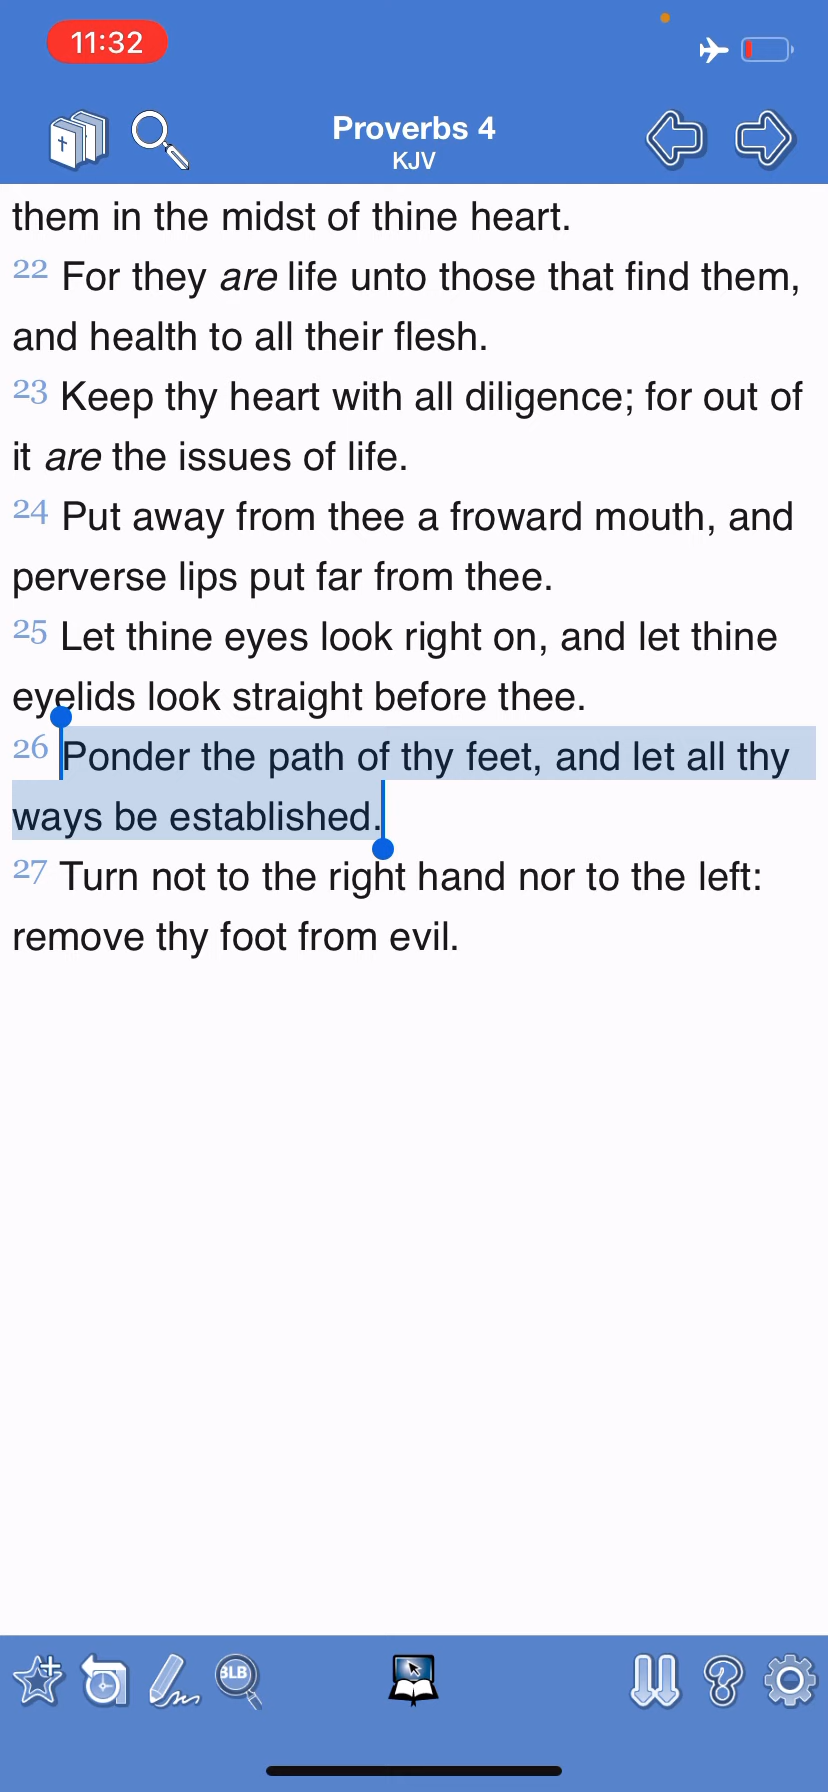 11:32
Proverbs 4
KJV
them in the midst of thine heart.
22 For they are life unto those that find them,
and health to all their flesh.
23 Keep thy heart with all diligence; for out of
it are the issues of life.
24 Put away from thee a froward mouth, and
perverse lips put far from thee.
25 Let thine eyes look right on, and let thine
eyelids look straight before thee.
26 Ponder the path of thy feet, and let all thy
ways be established.
27 Turn not to the right hand nor to the left:
remove thy foot from evil.
BLB